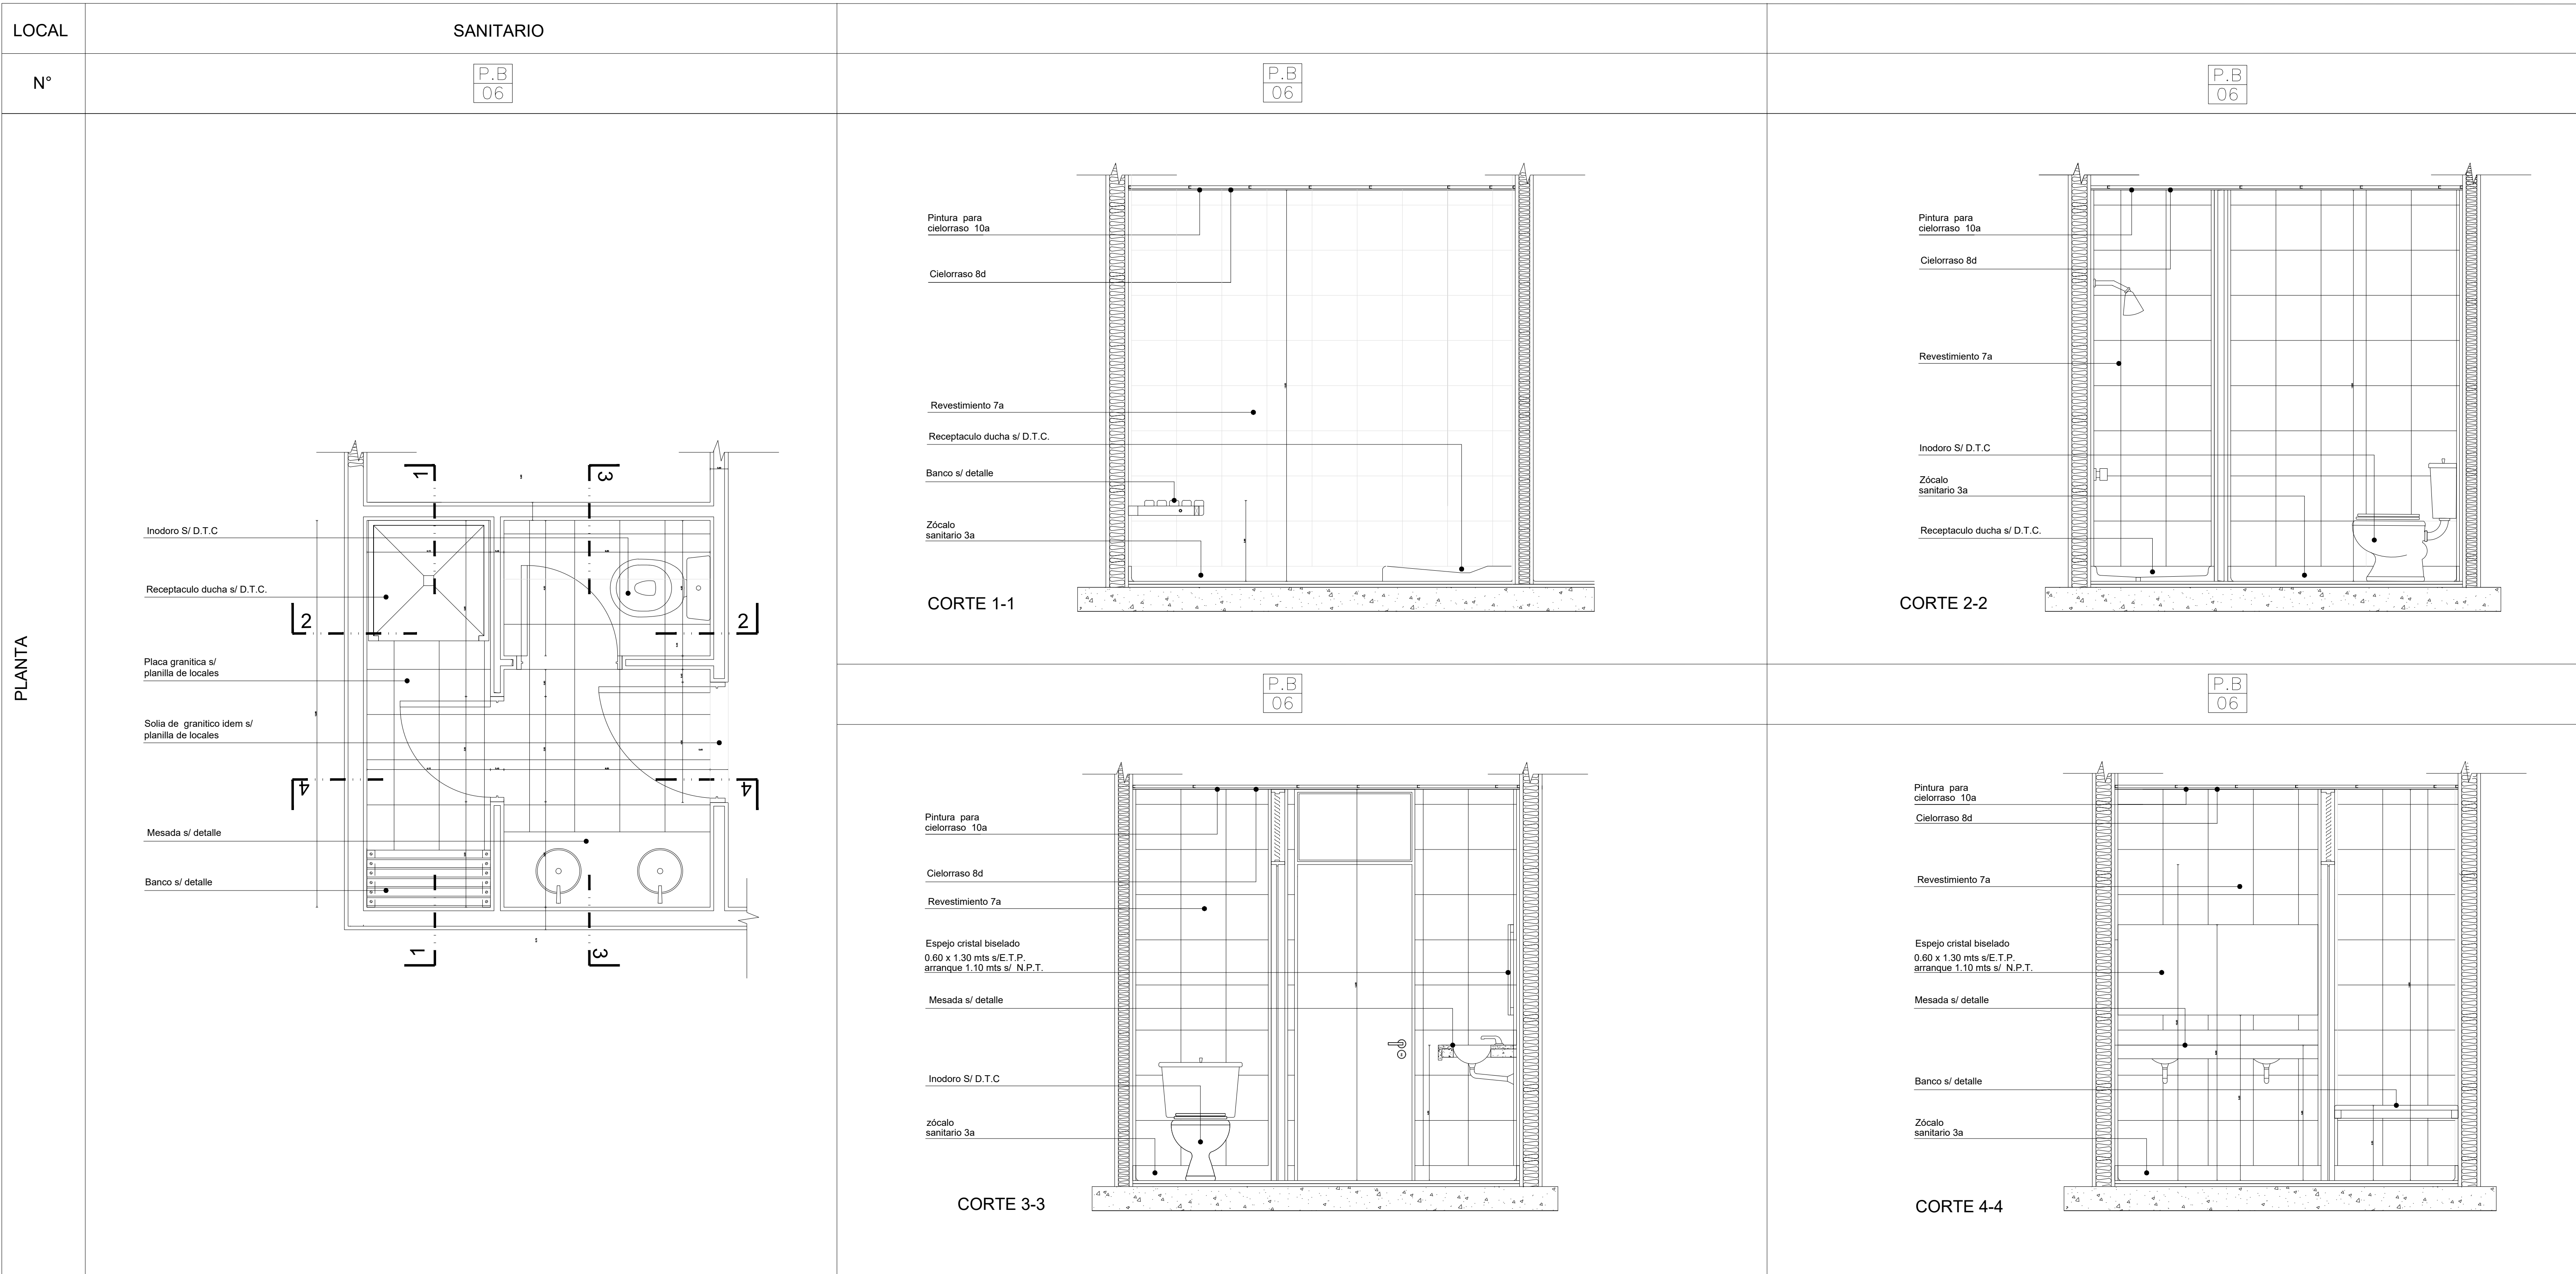 LOCAL
SANITARIO
N°
P.B
06
P.B
06
P.B
06
PLANTA
1
3
Inodoro S/ D.T.C
Receptaculo ducha s/ D.T.C.
2
2
Placa granitica s/
planilla de locales
Solia de granitico idem s/
planilla de locales
4
4
Mesada s/ detalle
Banco s/ detalle
1
3
Pintura para
cielorraso 10a
Cielorraso 8d
Revestimiento 7a
Receptaculo ducha s/ D.T.C.
Banco s/ detalle
Zócalo
sanitario 3a
CORTE 1-1
Pintura para
cielorraso 10a
Cielorraso 8d
Revestimiento 7a
Inodoro S/ D.T.C
Zócalo
sanitario 3a
Receptaculo ducha s/ D.T.C.
CORTE 2-2
P.B
06
P.B
06
Pintura para
cielorraso 10a
Cielorraso 8d
Revestimiento 7a
Espejo cristal biselado
0.60 x 1.30 mts s/E.T.P.
arranque 1.10 mts s/ N.P.T.
Mesada s/ detalle
Inodoro S/ D.T.C
zócalo
sanitario 3a
CORTE 3-3
Pintura para
cielorraso 10a
Cielorraso 8d
Revestimiento 7a
Espejo cristal biselado
0.60 x 1.30 mts s/E.T.P.
arranque 1.10 mts s/ N.P.T.
Mesada s/ detalle
Banco s/ detalle
Zócalo
sanitario 3a
CORTE 4-4